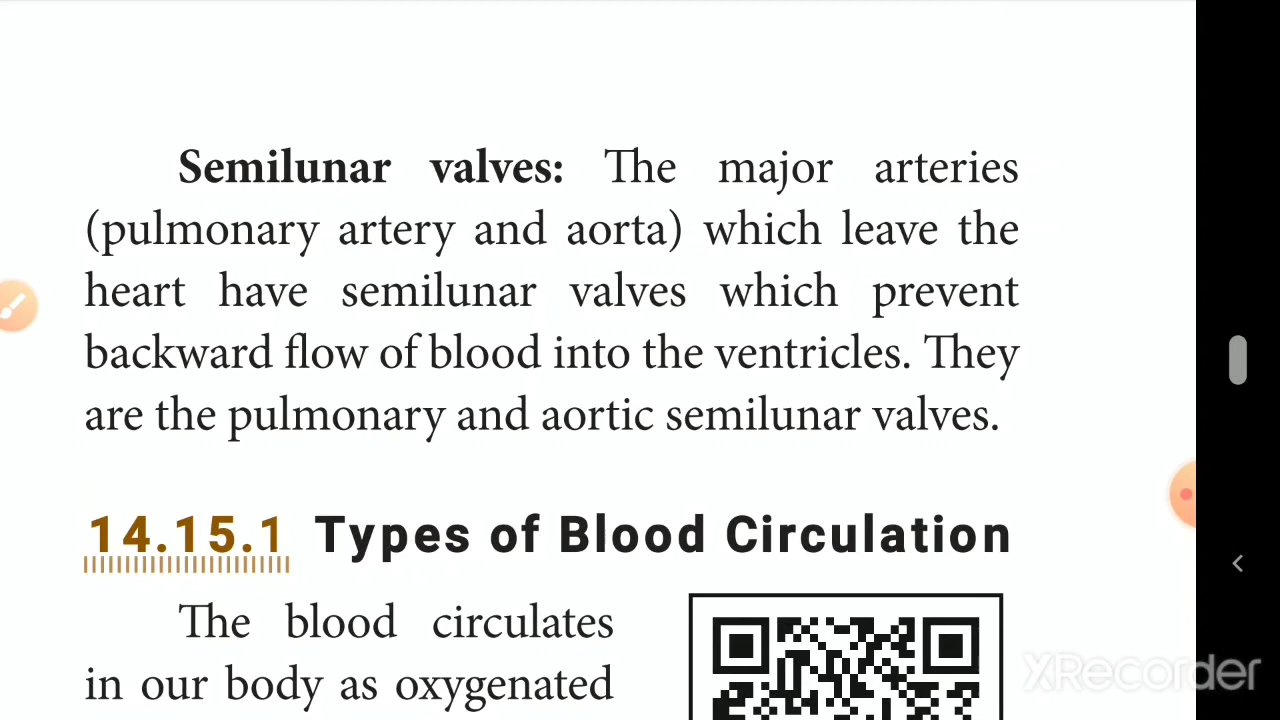 Semilunar valves: The major arteries
(pulmonary artery and aorta) which leave the
heart have semilunar valves which prevent
backward flow of blood into the ventricles. They
are the pulmonary and aortic semilunar valves.
14.15.1 Types of Blood Circulation
The blood circulates
in our body as oxygenated
XRecorder